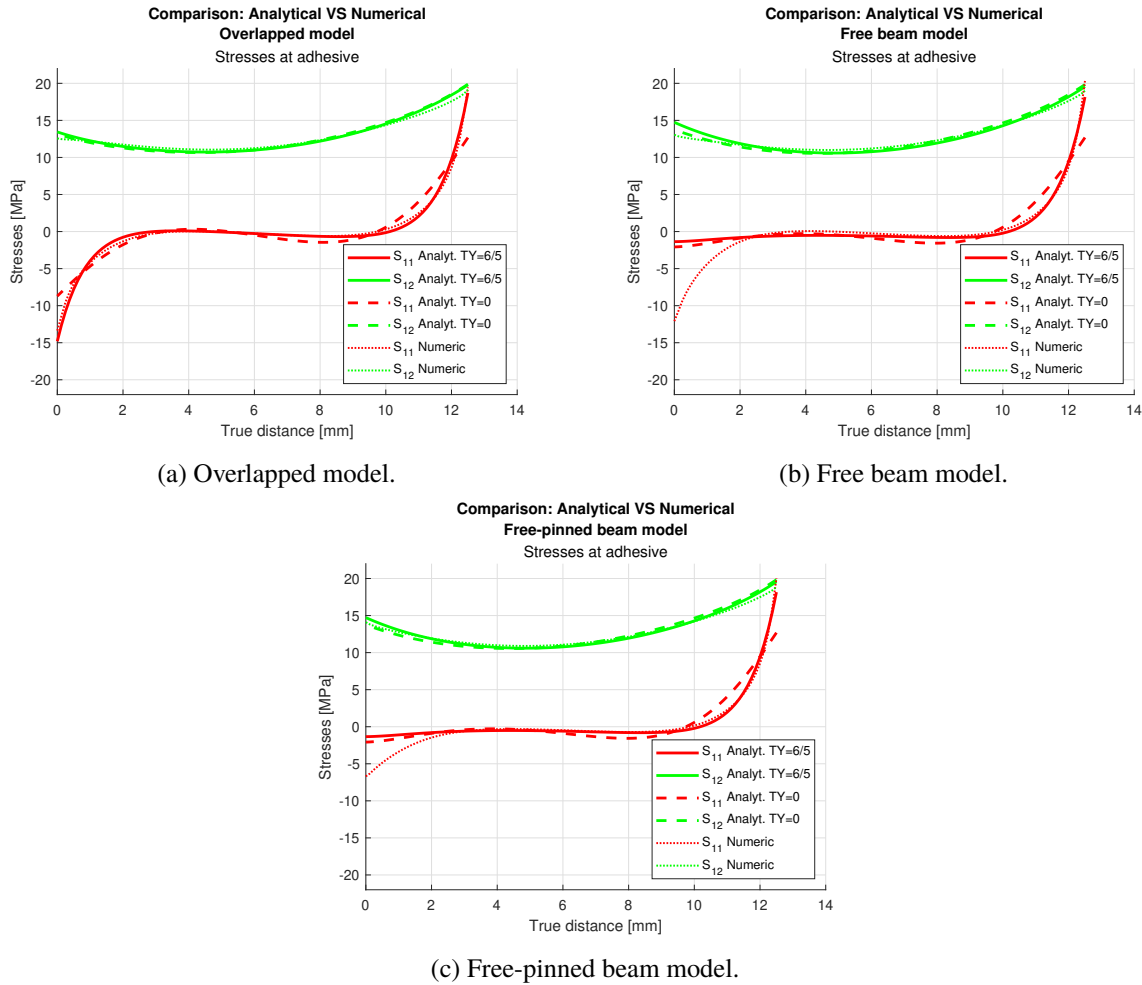 Comparison: Analytical VS Numerical
Overlapped model
Stresses at adhesive
20
15
10
5
0
-5
-10
-15
-20
Stresses [MPa]
0 2 4 6 8 10 12 14
True distance [mm]
S11 Analyt. TY=6/5
S12 Analyt. TY=6/5
S11 Analyt. TY=0
S12 Analyt. TY=0
S11 Numeric
S12 Numeric
(a) Overlapped model.
Comparison: Analytical VS Numerical
Free beam model
Stresses at adhesive
20
15
10
5
0
-5
-10
-15
-20
Stresses [MPa]
0 2 4 6 8 10 12 14
True distance [mm]
S11 Analyt. TY=6/5
S12 Analyt. TY=6/5
S11 Analyt. TY=0
S12 Analyt. TY=0
S11 Numeric
S12 Numeric
(b) Free beam model.
Comparison: Analytical VS Numerical
Free-pinned beam model
Stresses at adhesive
20
15
10
5
0
-5
-10
-15
-20
Stresses [MPa]
0 2 4 6 8 10 12 14
True distance [mm]
S11 Analyt. TY=6/5
S12 Analyt. TY=6/5
S11 Analyt. TY=0
S12 Analyt. TY=0
S11 Numeric
S12 Numeric
(c) Free-pinned beam model.